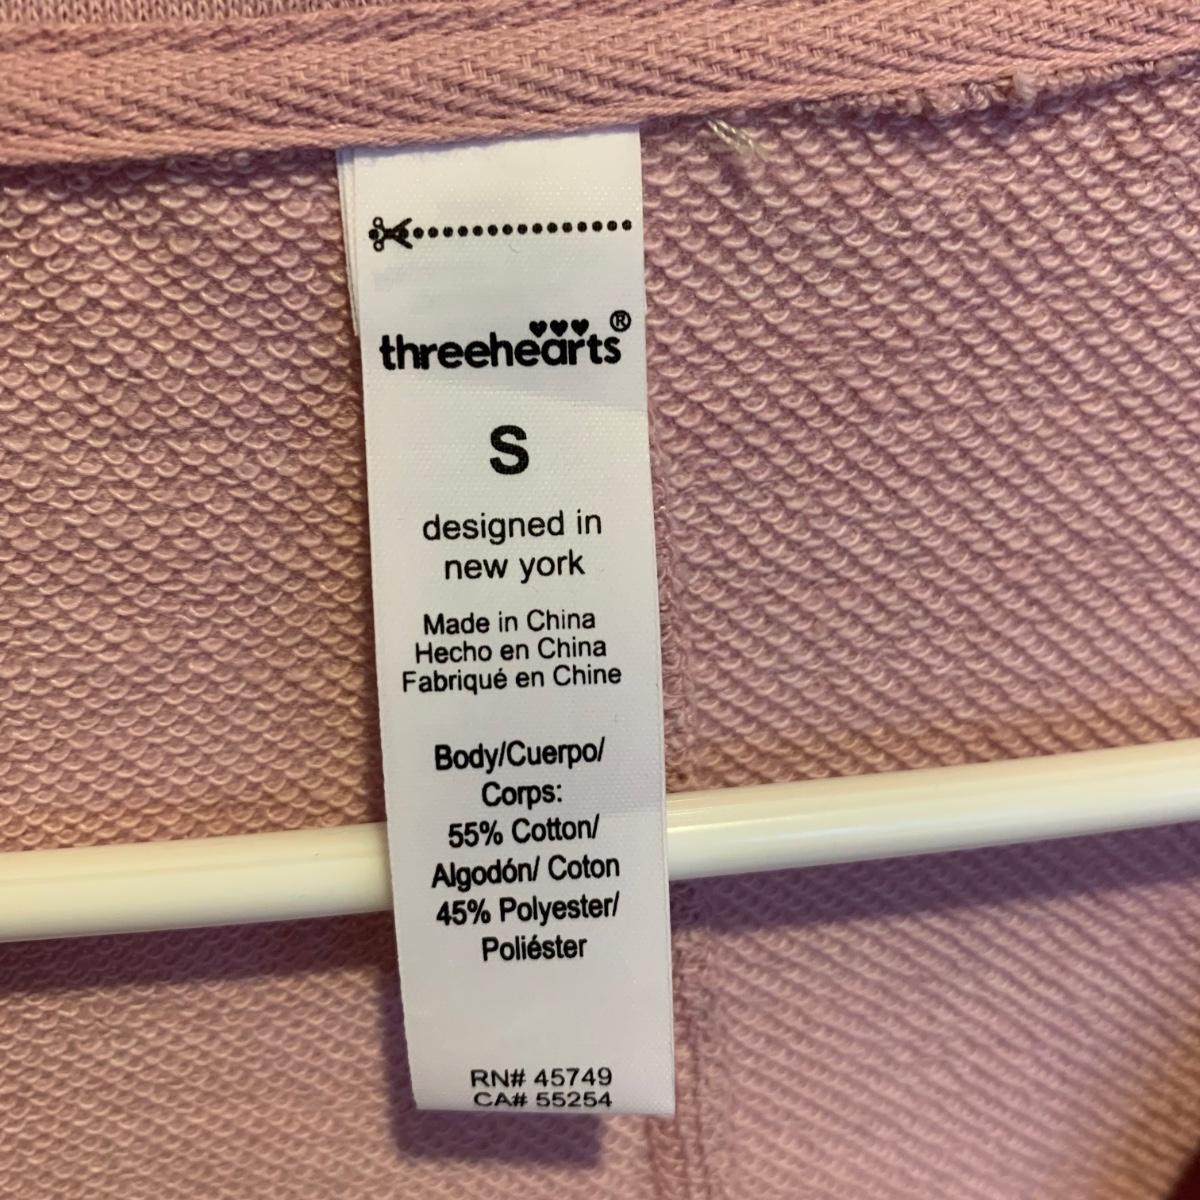 threehearts®
S
designed in
new york
Made in China
Hecho en China
Fabriqué en Chine
Body/Cuerpo/
Corps:
55% Cotton/
Algodón/ Coton
45% Polyester/
Poliéster
RN# 45749
CA# 55254